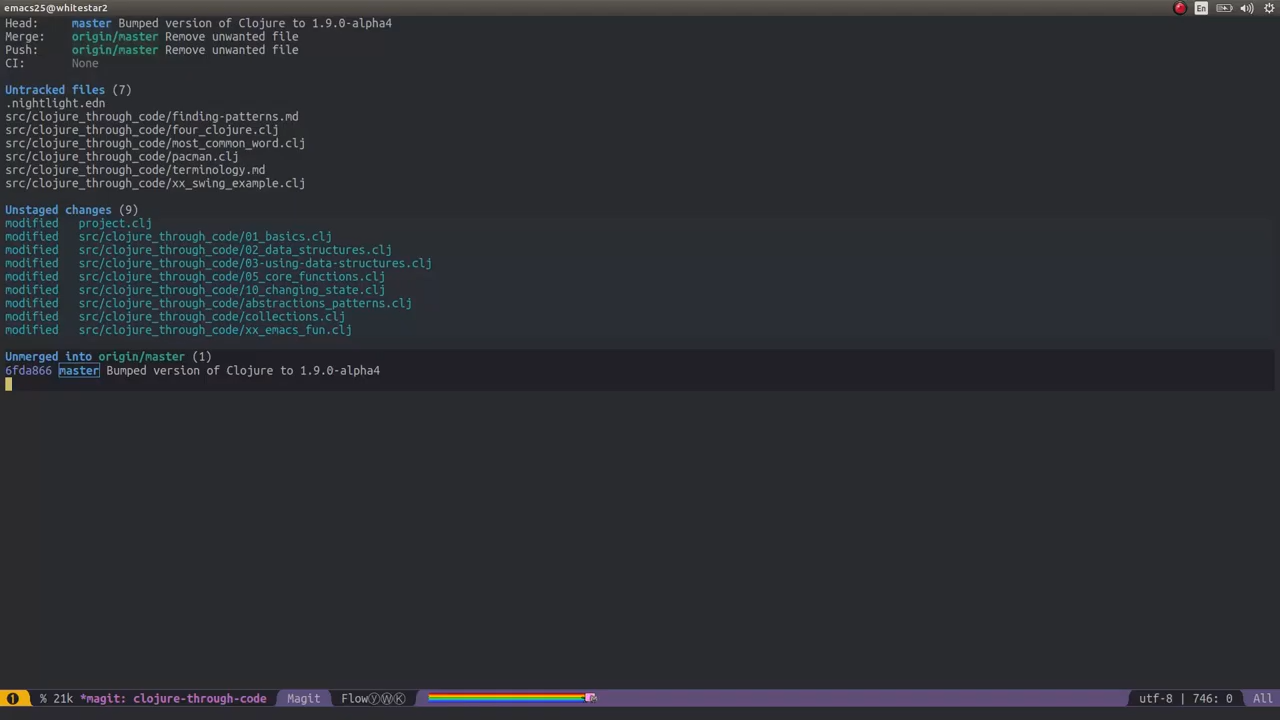 emacs25@whitestar2
En
Head: master Bumped version of Clojure to 1.9.0-alpha4
Merge: origin/master Remove unwanted file
Push: origin/master Remove unwanted file
CI: None
Untracked files (7)
.nightlight.edn
src/clojure_through_code/finding-patterns.md
src/clojure_through_code/four_clojure.clj
src/clojure_through_code/most_common_word.clj
src/clojure_through_code/pacman.clj
src/clojure_through_code/terminology.md
src/clojure_through_code/xx_swing_example.clj
Unstaged changes (9)
modified project.clj
modified src/clojure_through_code/01_basics.clj
modified src/clojure_through_code/02_data_structures.clj
modified src/clojure_through_code/03-using-data-structures.clj
modified src/clojure_through_code/05_core_functions.clj
modified src/clojure_through_code/10_changing_state.clj
modified src/clojure_through_code/abstractions_patterns.clj
modified src/clojure_through_code/collections.clj
modified src/clojure_through_code/xx_emacs_fun.clj
Unmerged into origin/master (1)
6fda866 master Bumped version of Clojure to 1.9.0-alpha4
❶ % 21k *magit: clojure-through-code Magit FlowⓨⓌⓀ utf-8 | 746: 0 All